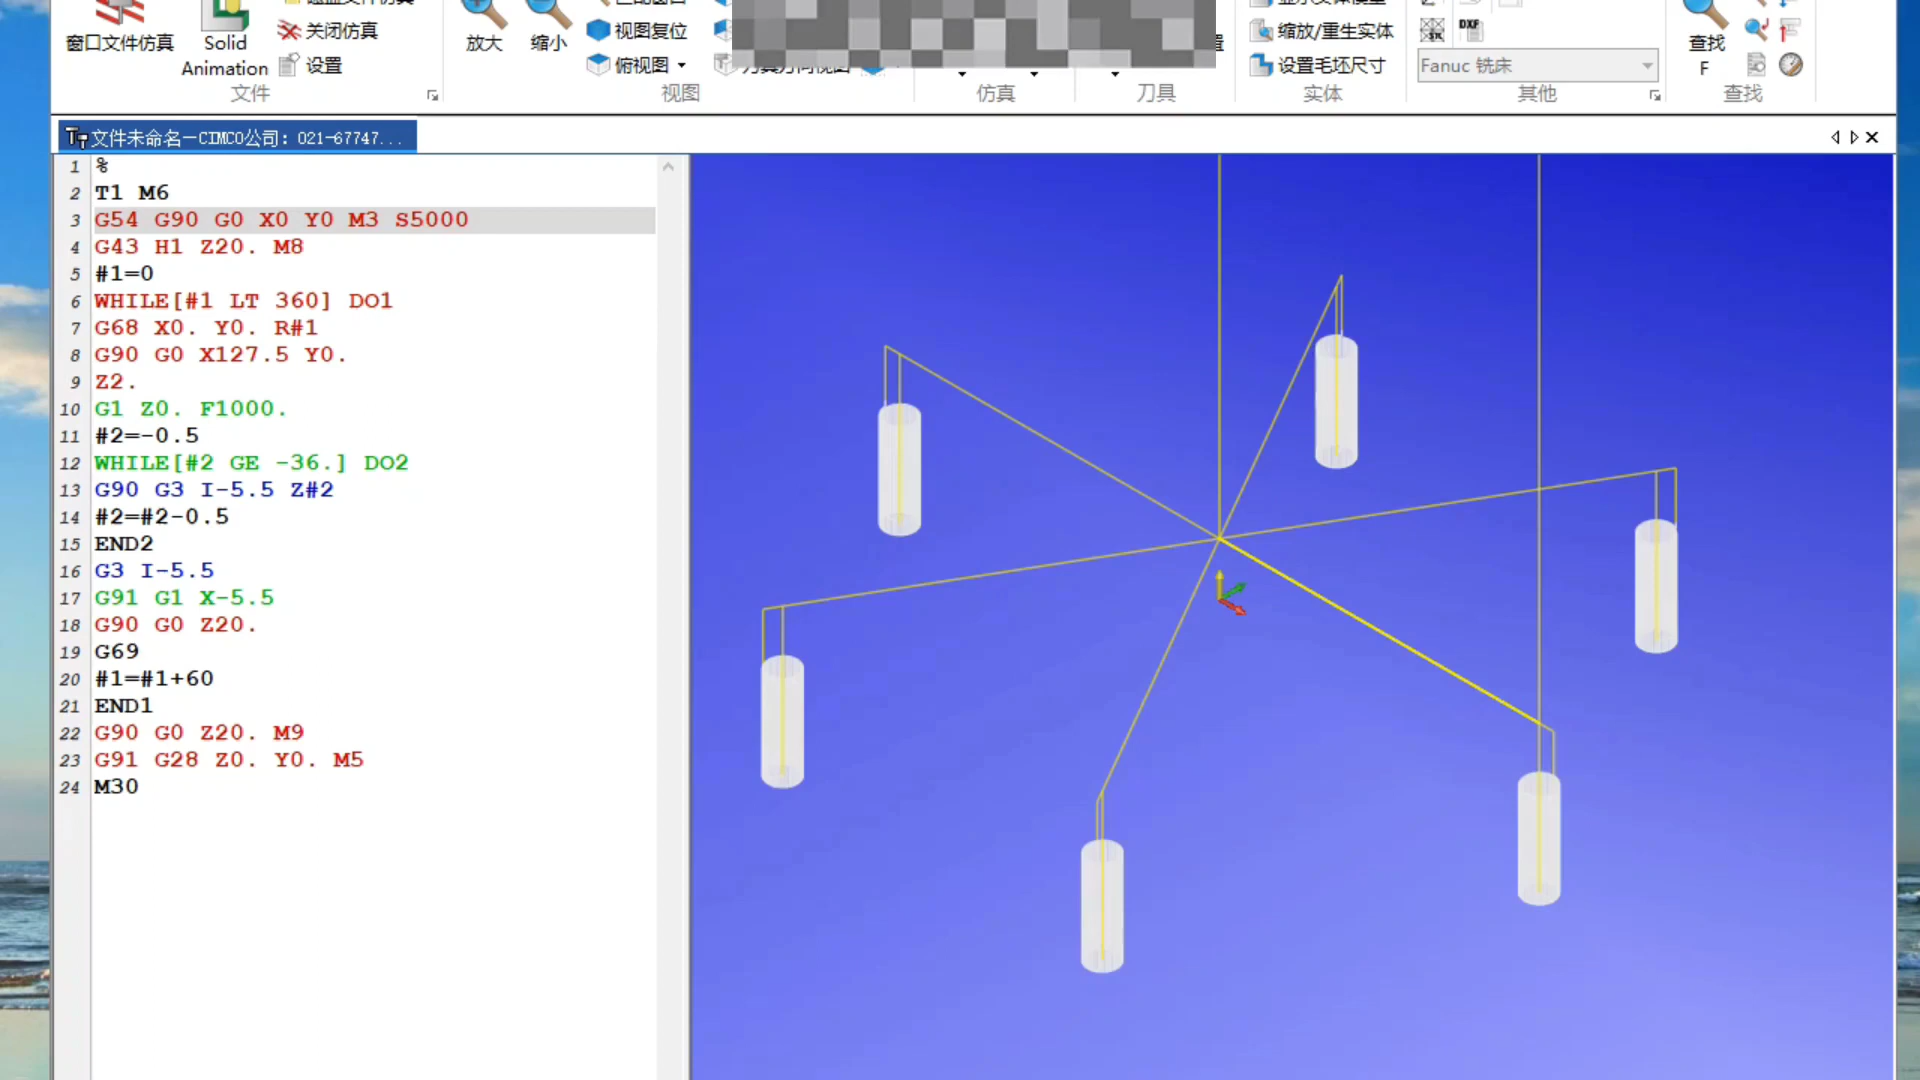 窗口文件仿真
Solid
Animation
关闭仿真
设置
文件
放大
缩小
视图复位
俯视图
视图
仿真
刀具
缩放/重生实体
设置毛坯尺寸
实体
DXF
Fanuc 铣床
其他
查找
F
查找
文件未命名—CIMCO公司: 021-67747...
1 %
2 T1 M6
3 G54 G90 G0 X0 Y0 M3 S5000
4 G43 H1 Z20. M8
5 #1=0
6 WHILE[#1 LT 360] DO1
7 G68 X0. Y0. R#1
8 G90 G0 X127.5 Y0.
9 Z2.
10 G1 Z0. F1000.
11 #2=-0.5
12 WHILE[#2 GE -36.] DO2
13 G90 G3 I-5.5 Z#2
14 #2=#2-0.5
15 END2
16 G3 I-5.5
17 G91 G1 X-5.5
18 G90 G0 Z20.
19 G69
20 #1=#1+60
21 END1
22 G90 G0 Z20. M9
23 G91 G28 Z0. Y0. M5
24 M30